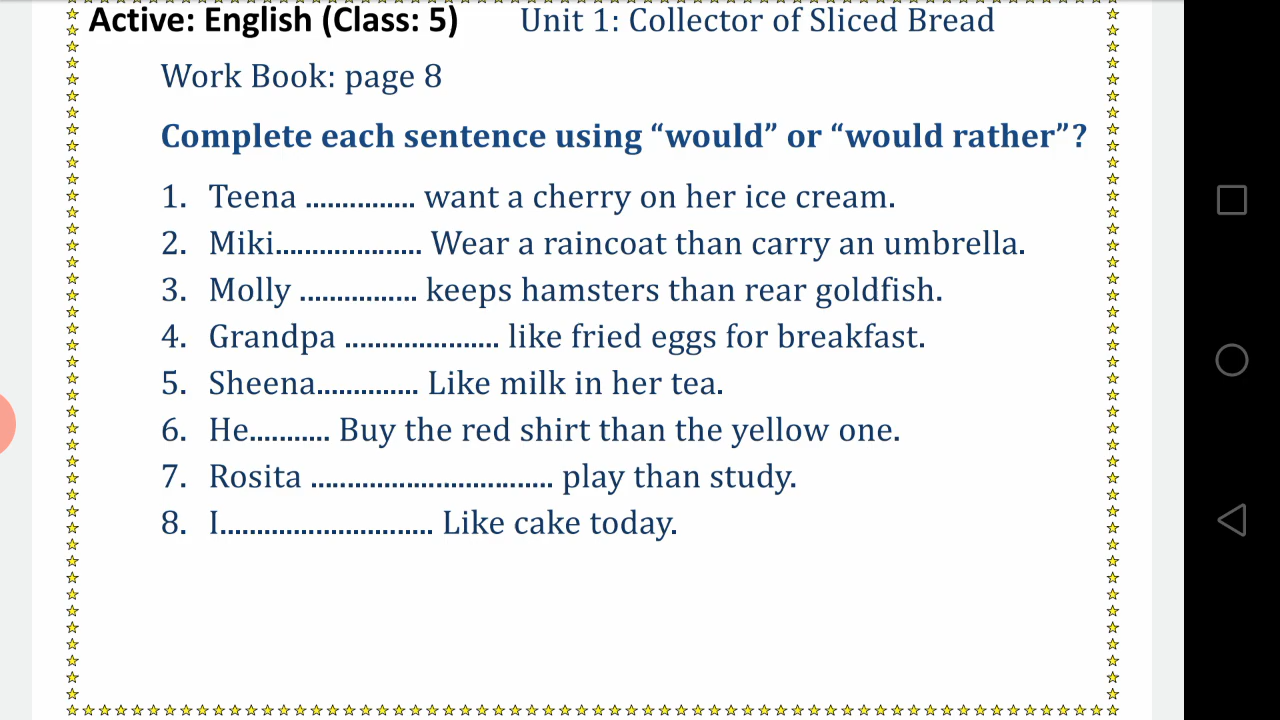 Active: English (Class: 5) Unit 1: Collector of Sliced Bread
Work Book: page 8
Complete each sentence using “would” or “would rather”?
1. Teena ............... want a cherry on her ice cream.
2. Miki.................... Wear a raincoat than carry an umbrella.
3. Molly ................ keeps hamsters than rear goldfish.
4. Grandpa ..................... like fried eggs for breakfast.
5. Sheena.............. Like milk in her tea.
6. He........... Buy the red shirt than the yellow one.
7. Rosita ................................. play than study.
8. I............................. Like cake today.